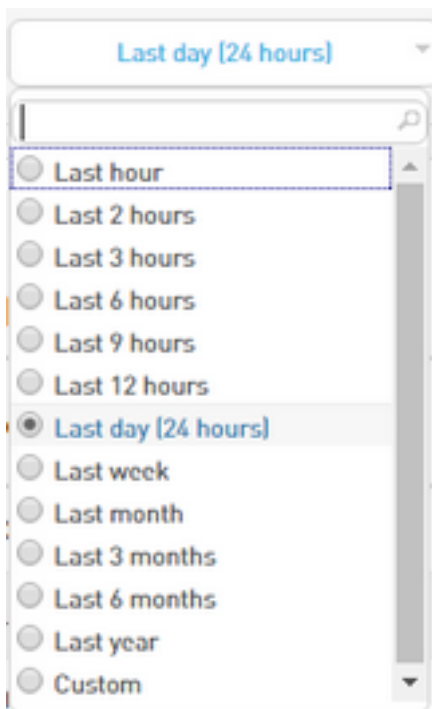 Last day (24 hours)
Last hour
Last 2 hours
Last 3 hours
Last 6 hours
Last 9 hours
Last 12 hours
Last day (24 hours)
Last week
Last month
Last 3 months
Last 6 months
Last year
Custom